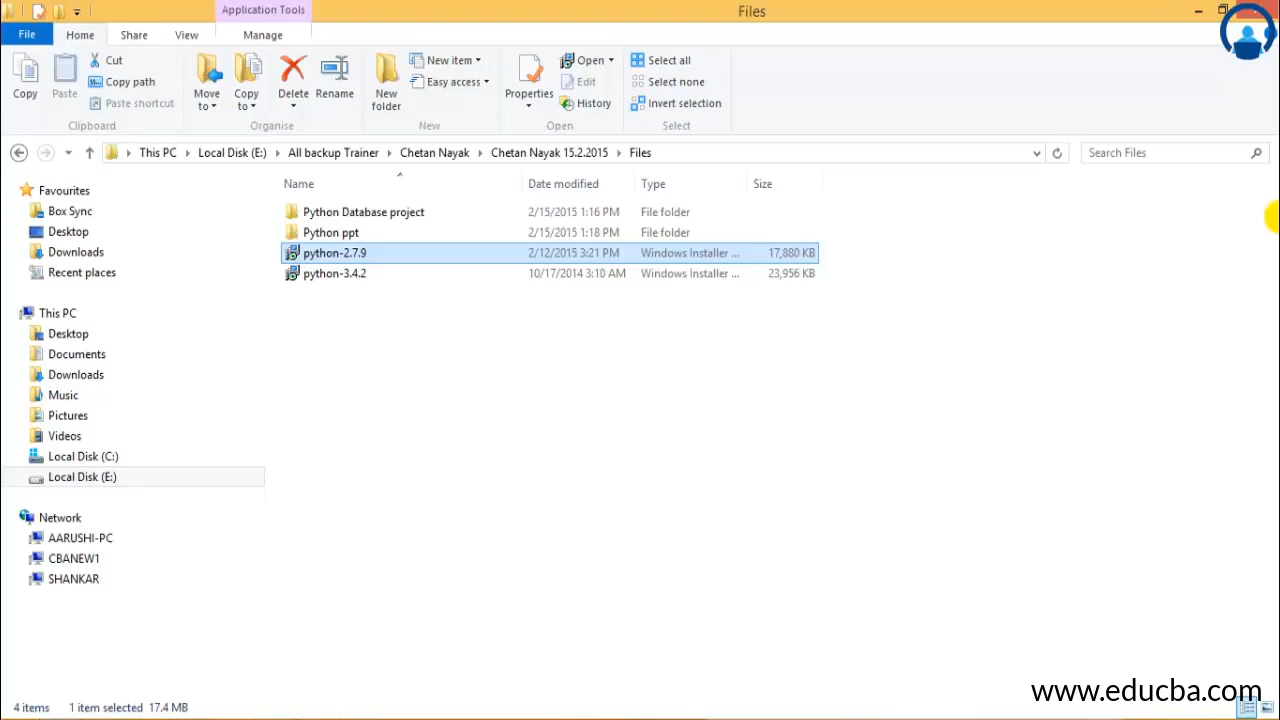 Application Tools
Files
File Home Share View Manage
Copy
Paste
Cut
Copy path
Paste shortcut
Clipboard
Move to
Copy to
Delete
Rename
Organise
New folder
New item
Easy access
New
Properties
Open
Edit
History
Open
Select all
Select none
Invert selection
Select
This PC Local Disk (E:) All backup Trainer Chetan Nayak Chetan Nayak 15.2.2015 Files
Search Files
Name Date modified Type Size
Python Database project 2/15/2015 1:16 PM File folder
Python ppt 2/15/2015 1:18 PM File folder
python-2.7.9 2/12/2015 3:21 PM Windows Installer ... 17,880 KB
python-3.4.2 10/17/2014 3:10 AM Windows Installer ... 23,956 KB
Favourites
Box Sync
Desktop
Downloads
Recent places
This PC
Desktop
Documents
Downloads
Music
Pictures
Videos
Local Disk (C:)
Local Disk (E:)
Network
AARUSHI-PC
CBANEW1
SHANKAR
4 items 1 item selected 17.4 MB
www.educba.com